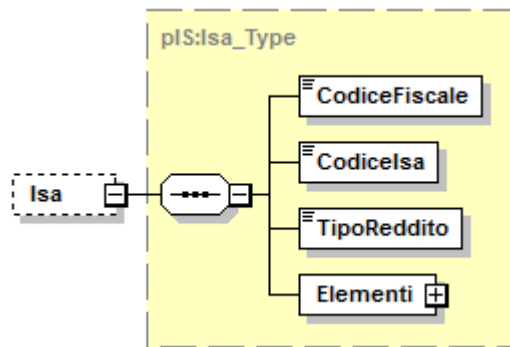 pIS:Isa_Type
CodiceFiscale
CodiceIsa
Isa
TipoReddito
Elementi